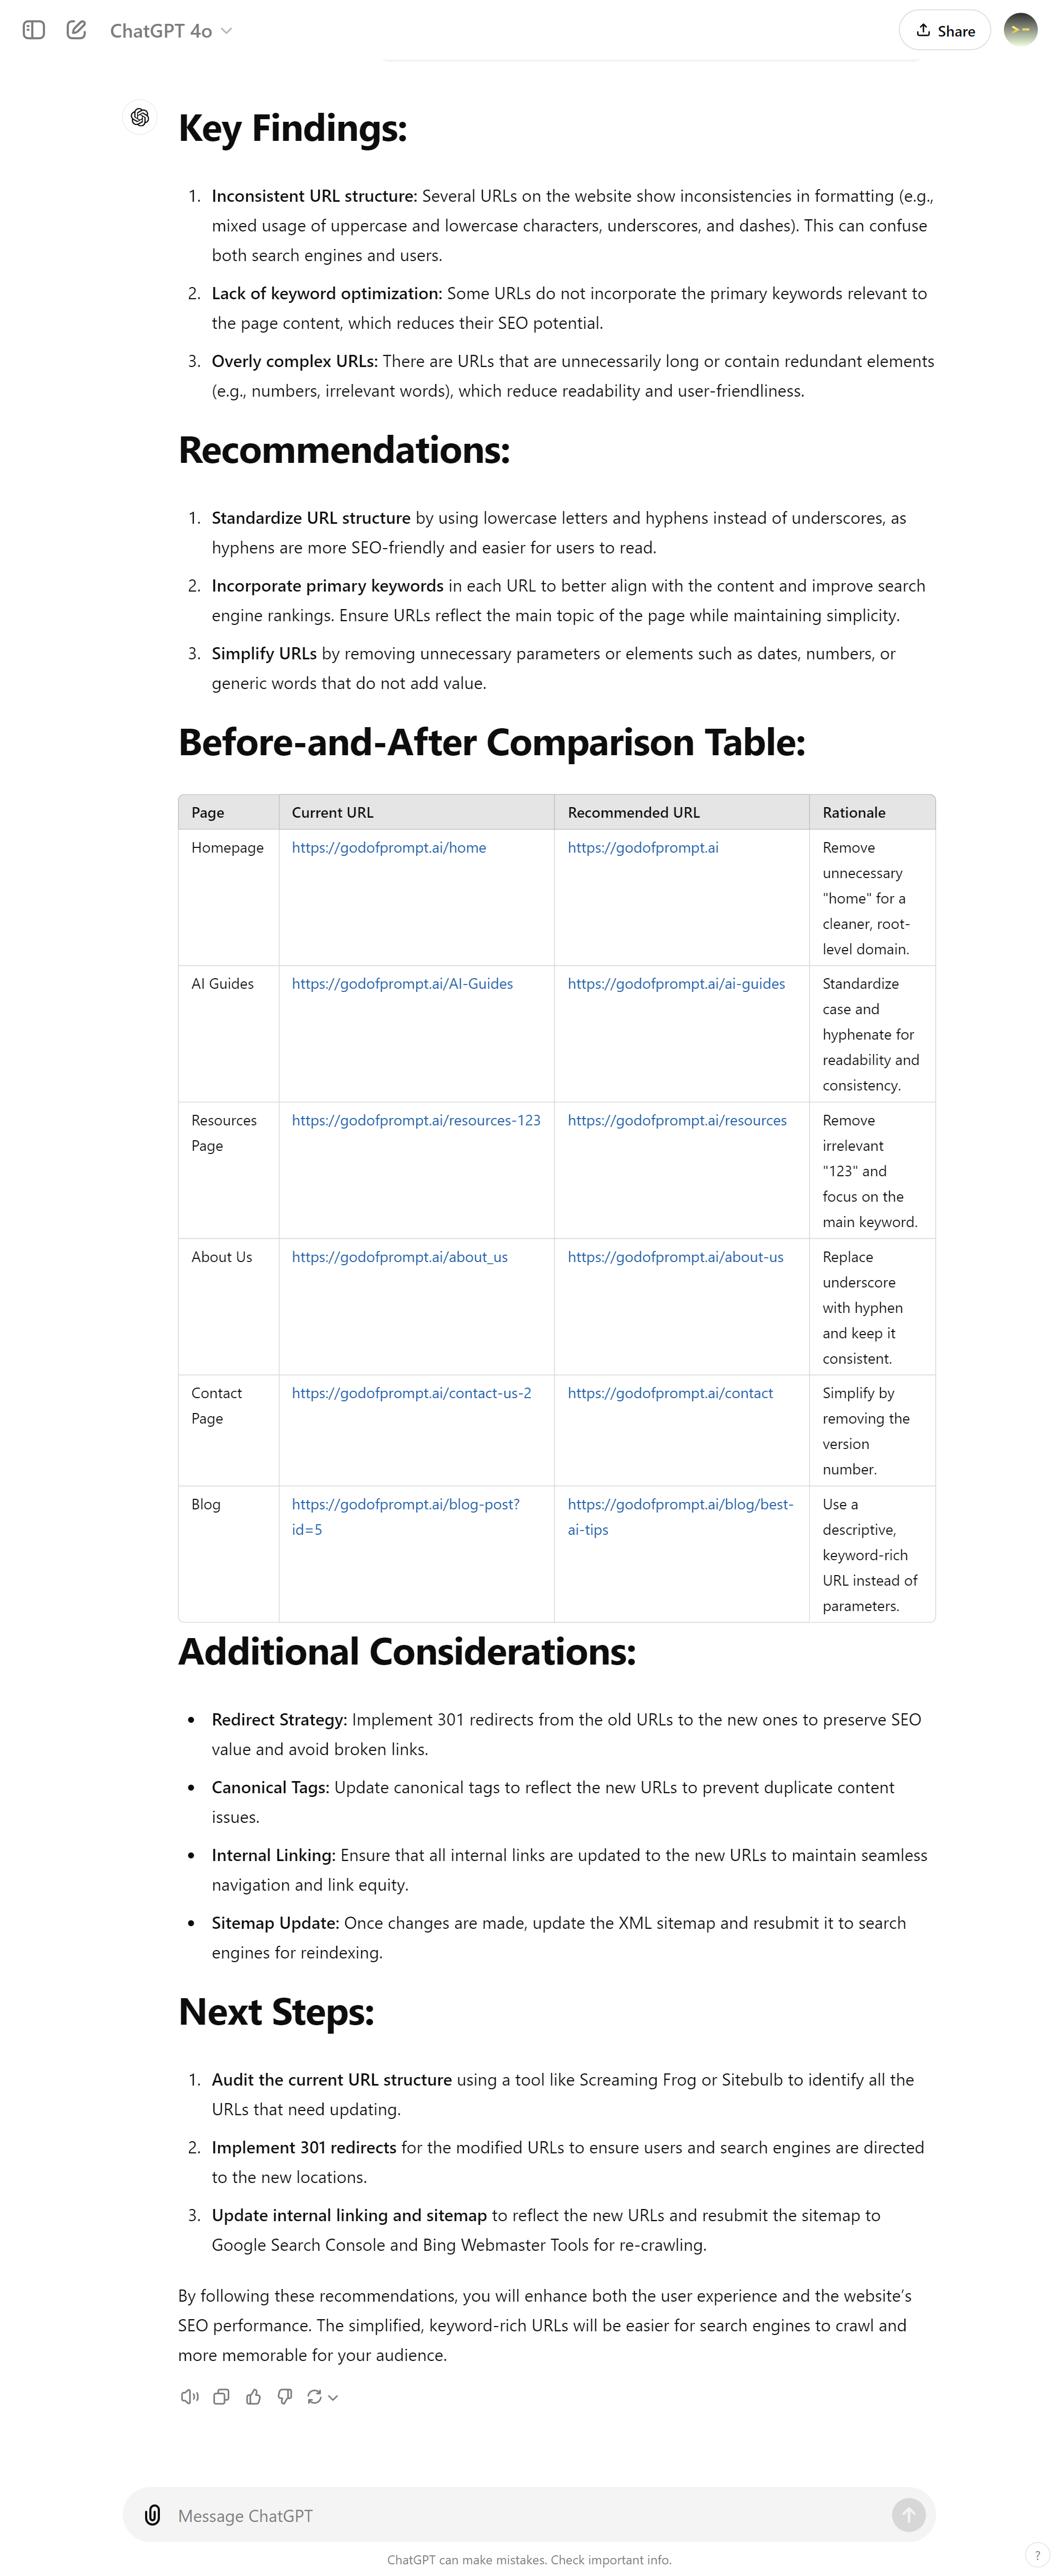 ChatGPT 4o
Share
Key Findings:
1. Inconsistent URL structure: Several URLs on the website show inconsistencies in formatting (e.g.,
mixed usage of uppercase and lowercase characters, underscores, and dashes). This can confuse
both search engines and users.
2. Lack of keyword optimization: Some URLs do not incorporate the primary keywords relevant to
the page content, which reduces their SEO potential.
3. Overly complex URLs: There are URLs that are unnecessarily long or contain redundant elements
(e.g., numbers, irrelevant words), which reduce readability and user-friendliness.
Recommendations:
1. Standardize URL structure by using lowercase letters and hyphens instead of underscores, as
hyphens are more SEO-friendly and easier for users to read.
2. Incorporate primary keywords in each URL to better align with the content and improve search
engine rankings. Ensure URLs reflect the main topic of the page while maintaining simplicity.
3. Simplify URLs by removing unnecessary parameters or elements such as dates, numbers, or
generic words that do not add value.
Before-and-After Comparison Table:
Page Current URL Recommended URL Rationale
Homepage https://godofprompt.ai/home https://godofprompt.ai Remove
unnecessary
"home" for a
cleaner, root-
level domain.
AI Guides https://godofprompt.ai/AI-Guides https://godofprompt.ai/ai-guides Standardize
case and
hyphenate for
readability and
consistency.
Resources https://godofprompt.ai/resources-123 https://godofprompt.ai/resources Remove
Page irrelevant
"123" and
focus on the
main keyword.
About Us https://godofprompt.ai/about_us https://godofprompt.ai/about-us Replace
underscore
with hyphen
and keep it
consistent.
Contact https://godofprompt.ai/contact-us-2 https://godofprompt.ai/contact Simplify by
Page removing the
version
number.
Blog https://godofprompt.ai/blog-post? https://godofprompt.ai/blog/best- Use a
id=5 ai-tips descriptive,
keyword-rich
URL instead of
parameters.
Additional Considerations:
• Redirect Strategy: Implement 301 redirects from the old URLs to the new ones to preserve SEO
value and avoid broken links.
• Canonical Tags: Update canonical tags to reflect the new URLs to prevent duplicate content
issues.
• Internal Linking: Ensure that all internal links are updated to the new URLs to maintain seamless
navigation and link equity.
• Sitemap Update: Once changes are made, update the XML sitemap and resubmit it to search
engines for reindexing.
Next Steps:
1. Audit the current URL structure using a tool like Screaming Frog or Sitebulb to identify all the
URLs that need updating.
2. Implement 301 redirects for the modified URLs to ensure users and search engines are directed
to the new locations.
3. Update internal linking and sitemap to reflect the new URLs and resubmit the sitemap to
Google Search Console and Bing Webmaster Tools for re-crawling.
By following these recommendations, you will enhance both the user experience and the website's
SEO performance. The simplified, keyword-rich URLs will be easier for search engines to crawl and
more memorable for your audience.
Message ChatGPT
ChatGPT can make mistakes. Check important info.
?